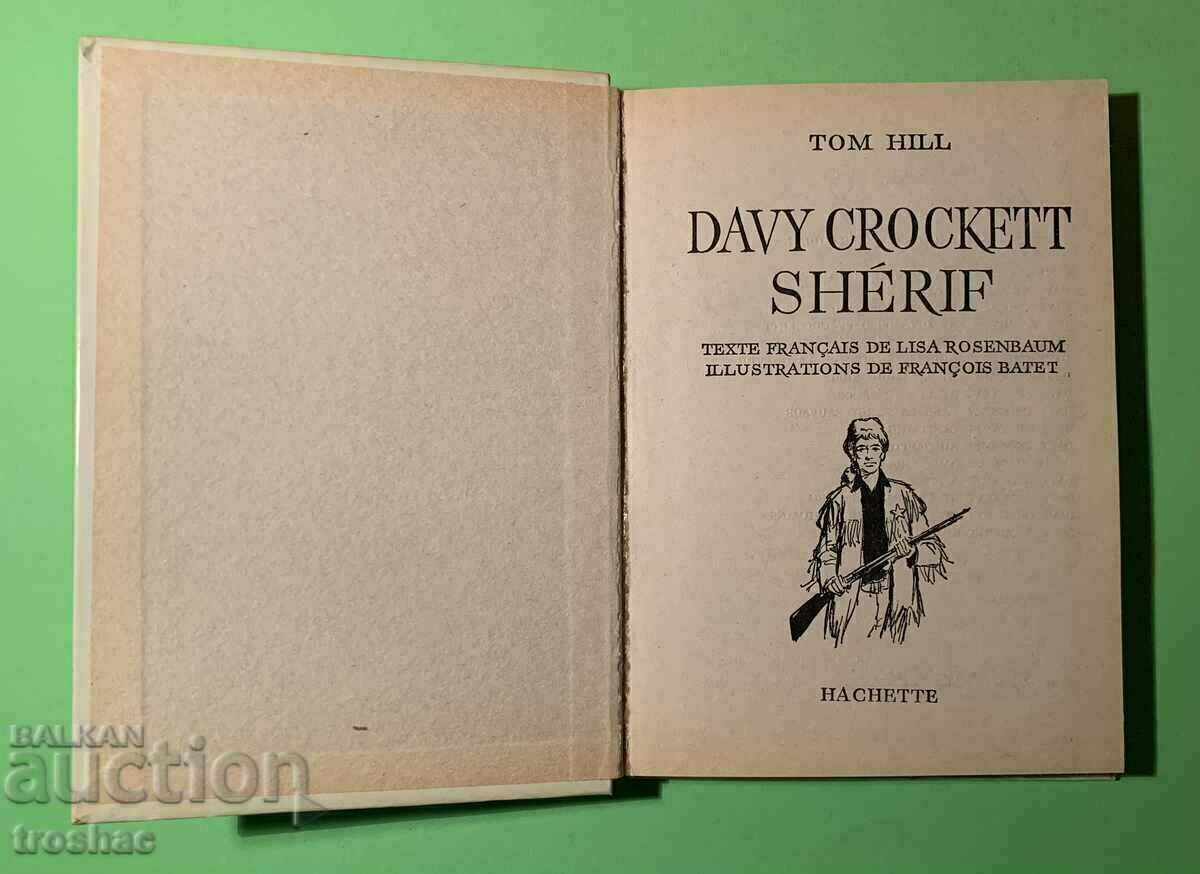 TOM HILL
DAVY CROCKETT
SHÉRIF
TEXTE FRANÇAIS DE LISA ROSENBAUM
ILLUSTRATIONS DE FRANÇOIS BATET
HACHETTE
BALKAN
auction
troshac